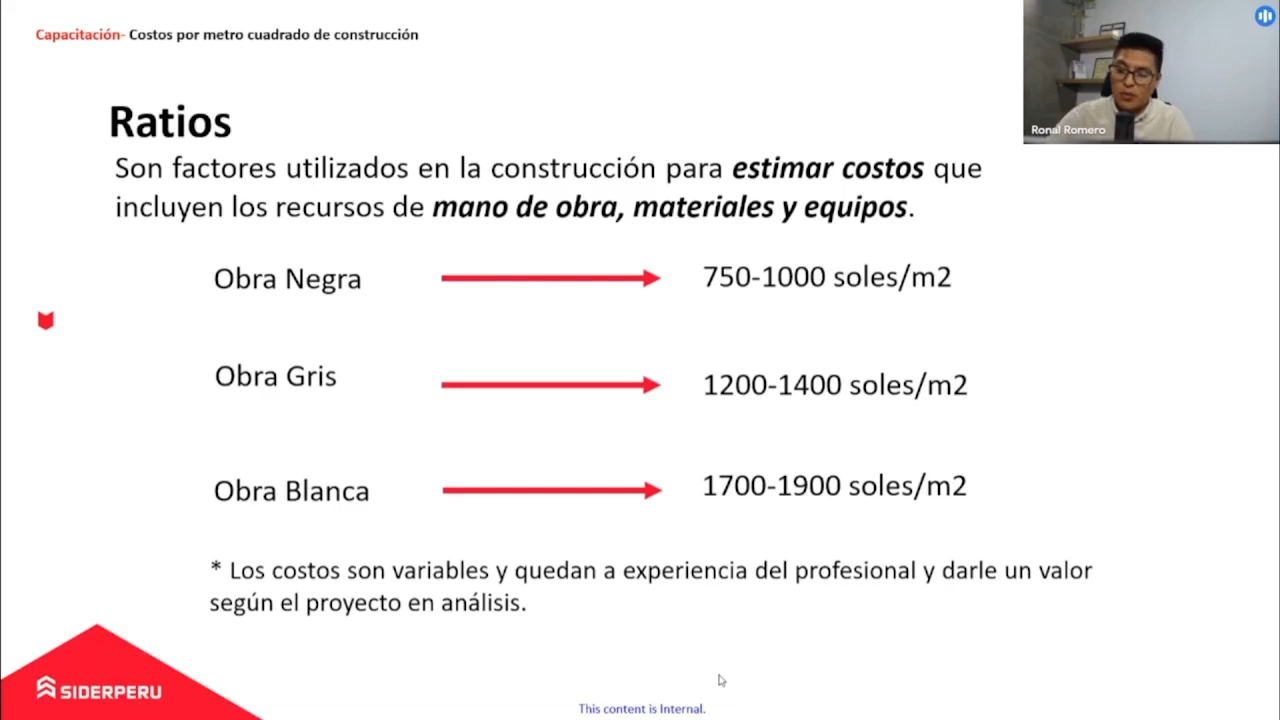 Capacitación- Costos por metro cuadrado de construcción
Ronal Romero
Ratios
Son factores utilizados en la construcción para estimar costos que
incluyen los recursos de mano de obra, materiales y equipos.
Obra Negra
750-1000 soles/m2
Obra Gris
1200-1400 soles/m2
Obra Blanca
1700-1900 soles/m2
* Los costos son variables y quedan a experiencia del profesional y darle un valor
según el proyecto en análisis.
SIDERPERU
This content is Internal.